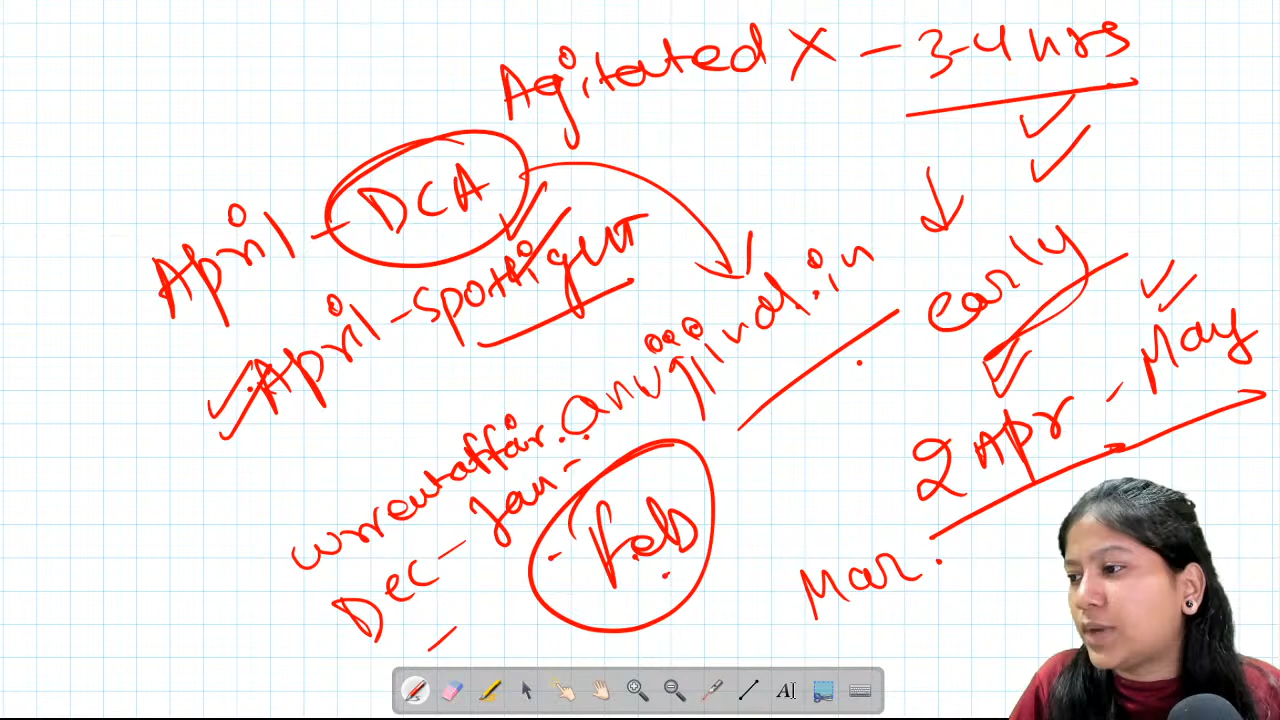 Agitated X - 3-4 hrs
April - DCA
April - Spotlight
early
currentaffair.anujjindal.in
2 Apr - May
Dec - Jan - Feb
Mar.
AI